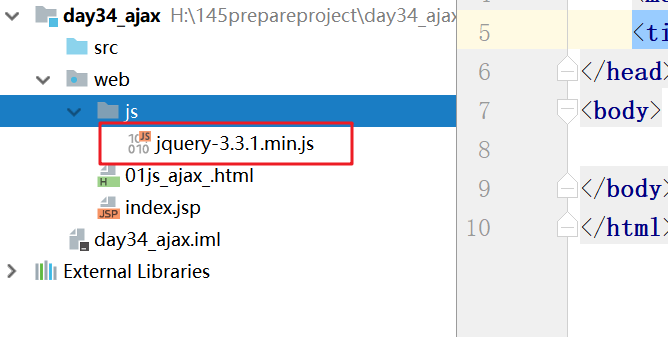 day34_ajax H:\145prepareproject\day34_ajax
src
web
js
jquery-3.3.1.min.js
01js_ajax_.html
index.jsp
day34_ajax.iml
External Libraries
4
5 <ti
6 </head>
7 <body>
8
9 </body>
10 </html>